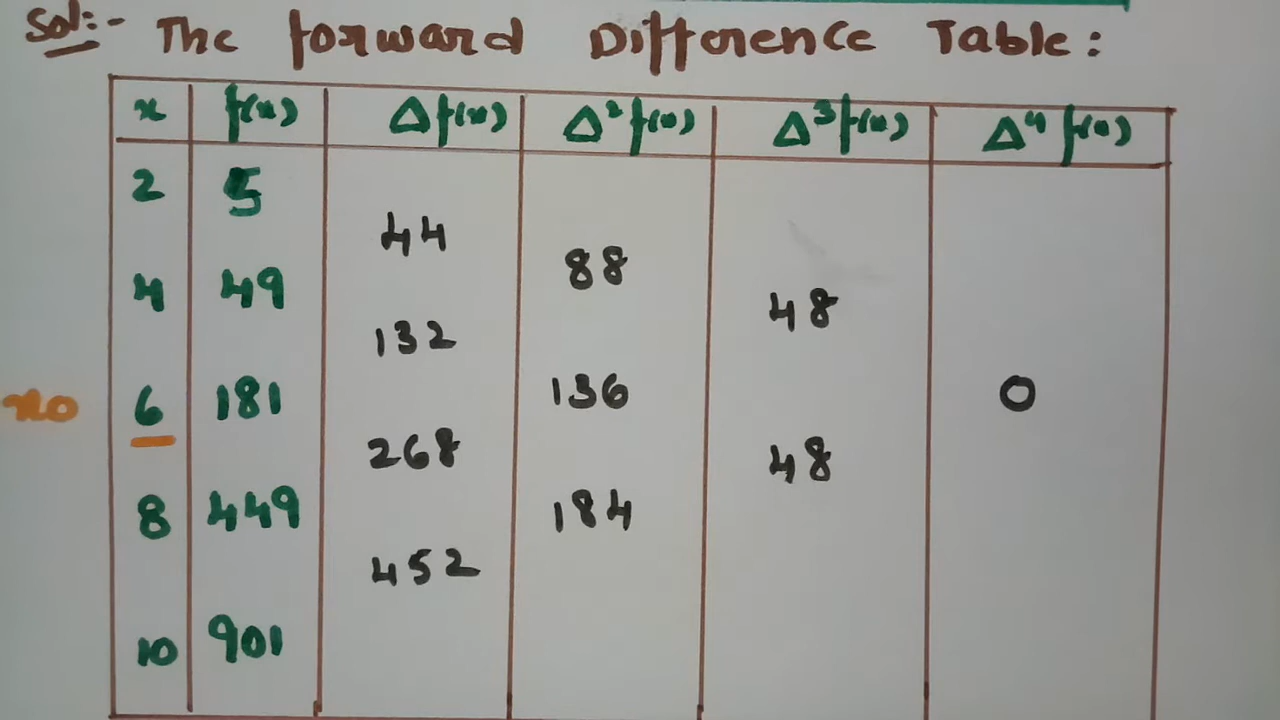 Sol:- The forward Difference Table:
x f(x) Δf(x) Δ²f(x) Δ³f(x) Δ⁴f(x)
2 5
44
88
4 49
48
132
x0 6 181 136 0
268
48
8 449 184
452
10 901